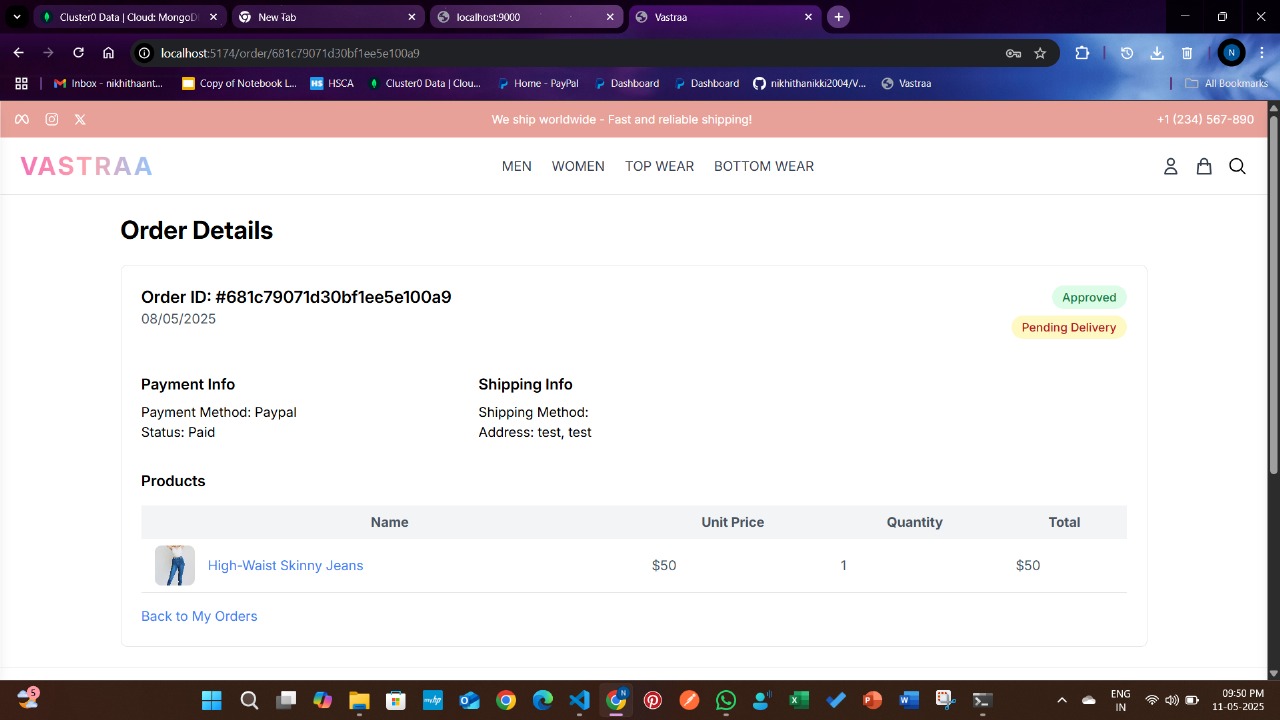 Cluster0 Data | Cloud: MongoD
New Tab
localhost:9000
Vastraa
localhost:5174/order/681c79071d30bf1ee5e100a9
N
Inbox - nikhithaant...
Copy of Notebook L...
HS HSCA
Cluster0 Data | Clou...
Home - PayPal
Dashboard
Dashboard
nikhithanikki2004/V...
Vastraa
All Bookmarks
We ship worldwide - Fast and reliable shipping!
+1 (234) 567-890
VASTRAA
MEN WOMEN TOP WEAR BOTTOM WEAR
Order Details
Order ID: #681c79071d30bf1ee5e100a9
Approved
08/05/2025
Pending Delivery
Payment Info
Shipping Info
Payment Method: Paypal
Shipping Method:
Status: Paid
Address: test, test
Products
Name Unit Price Quantity Total
High-Waist Skinny Jeans $50 1 $50
Back to My Orders
5
myhp
N
ENG
IN
09:50 PM
11-05-2025